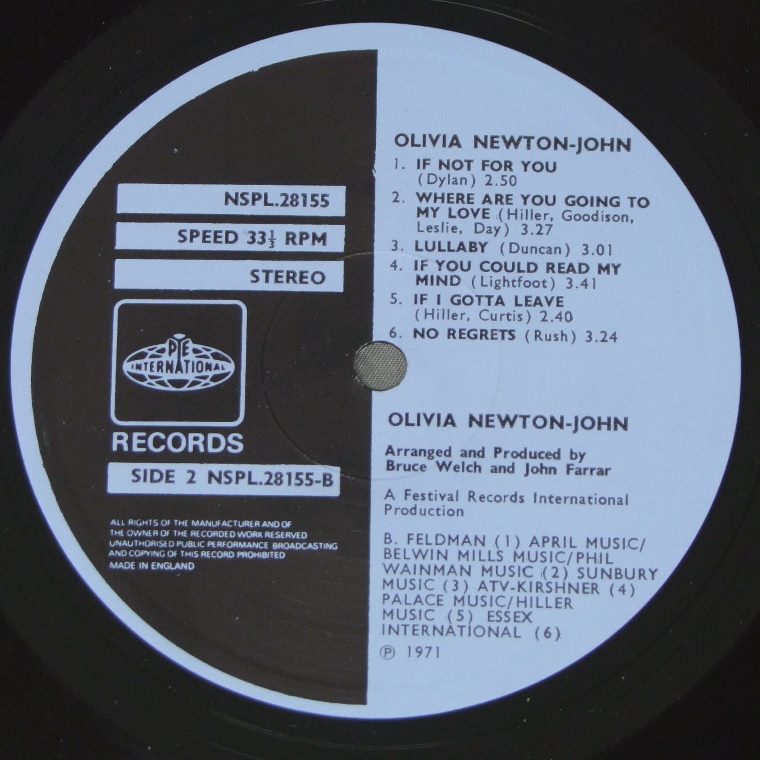 NSPL.28155
SPEED 33⅓ RPM
STEREO
PYE
INTERNATIONAL
RECORDS
SIDE 2 NSPL.28155-B
ALL RIGHTS OF THE MANUFACTURER AND OF
THE OWNER OF THE RECORDED WORK RESERVED
UNAUTHORISED PUBLIC PERFORMANCE BROADCASTING
AND COPYING OF THIS RECORD PROHIBITED
MADE IN ENGLAND
OLIVIA NEWTON-JOHN
1. IF NOT FOR YOU
(Dylan) 2.50
2. WHERE ARE YOU GOING TO
MY LOVE (Hiller, Goodison,
Leslie, Day) 3.27
3. LULLABY (Duncan) 3.01
4. IF YOU COULD READ MY
MIND (Lightfoot) 3.41
5. IF I GOTTA LEAVE
(Hiller, Curtis) 2.40
6. NO REGRETS (Rush) 3.24
OLIVIA NEWTON-JOHN
Arranged and Produced by
Bruce Welch and John Farrar
A Festival Records International
Production
B. FELDMAN (1) APRIL MUSIC/
BELWIN MILLS MUSIC/PHIL
WAINMAN MUSIC (2) SUNBURY
MUSIC (3) ATV-KIRSHNER (4)
PALACE MUSIC/HILLER
MUSIC (5) ESSEX
INTERNATIONAL (6)
Ⓟ 1971